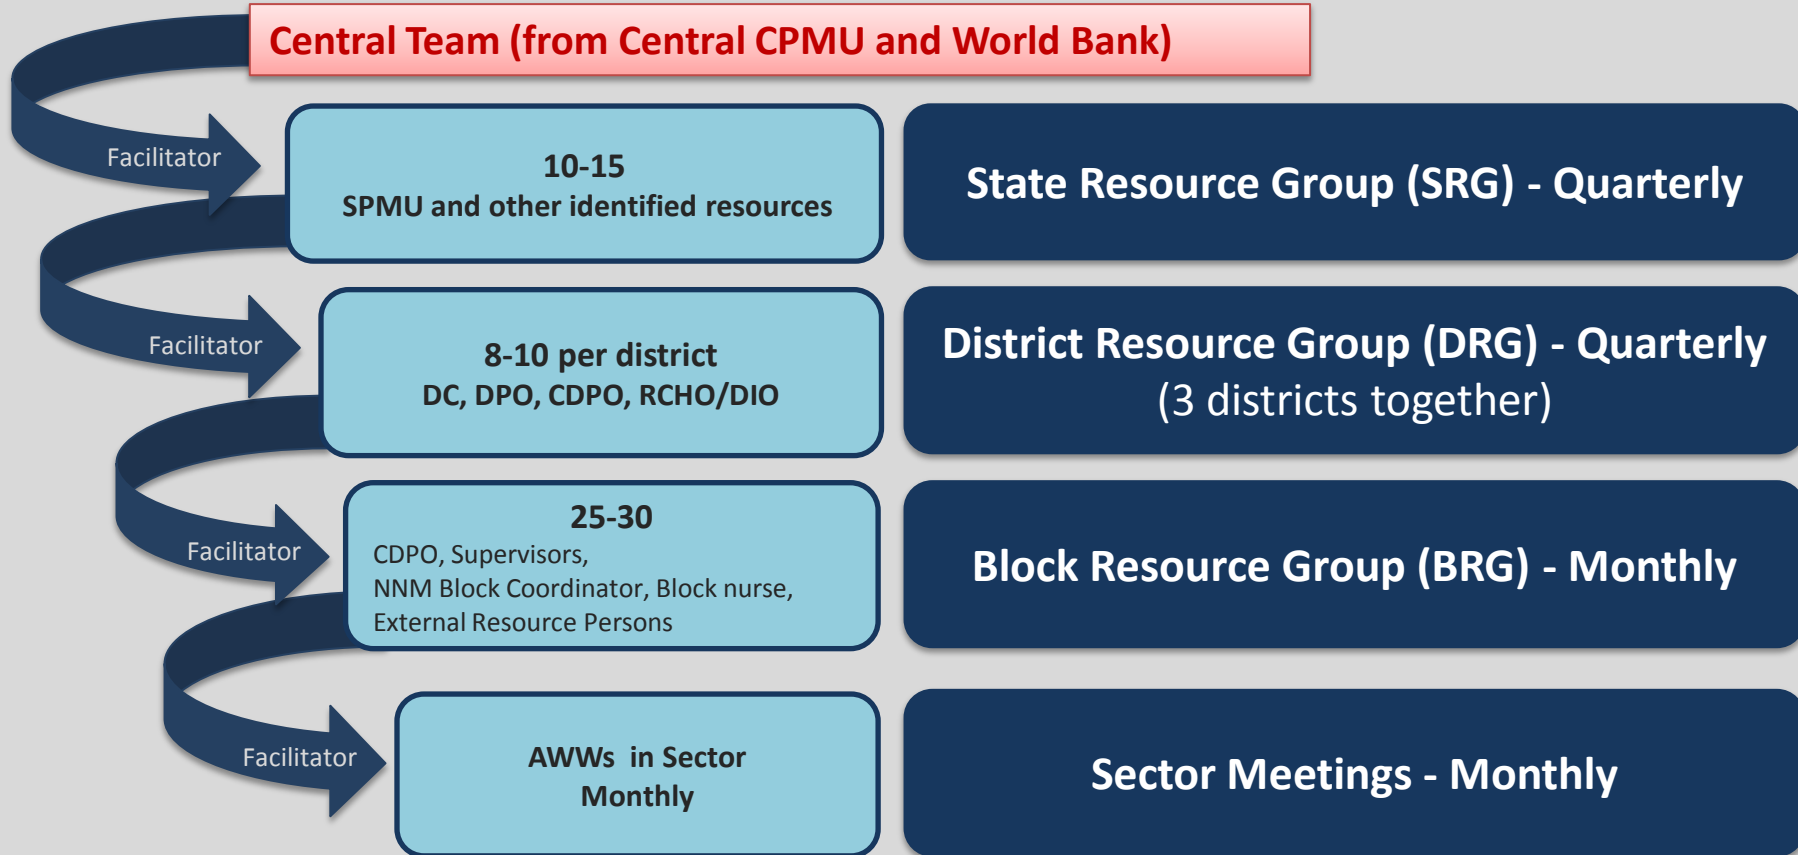 Central Team (from Central CPMU and World Bank)
Facilitator
10-15
SPMU and other identified resources
State Resource Group (SRG) - Quarterly
Facilitator
8-10 per district
DC, DPO, CDPO, RCHO/DIO
District Resource Group (DRG) - Quarterly
(3 districts together)
Facilitator
25-30
CDPO, Supervisors,
NNM Block Coordinator, Block nurse,
External Resource Persons
Block Resource Group (BRG) - Monthly
Facilitator
AWWs in Sector
Monthly
Sector Meetings - Monthly